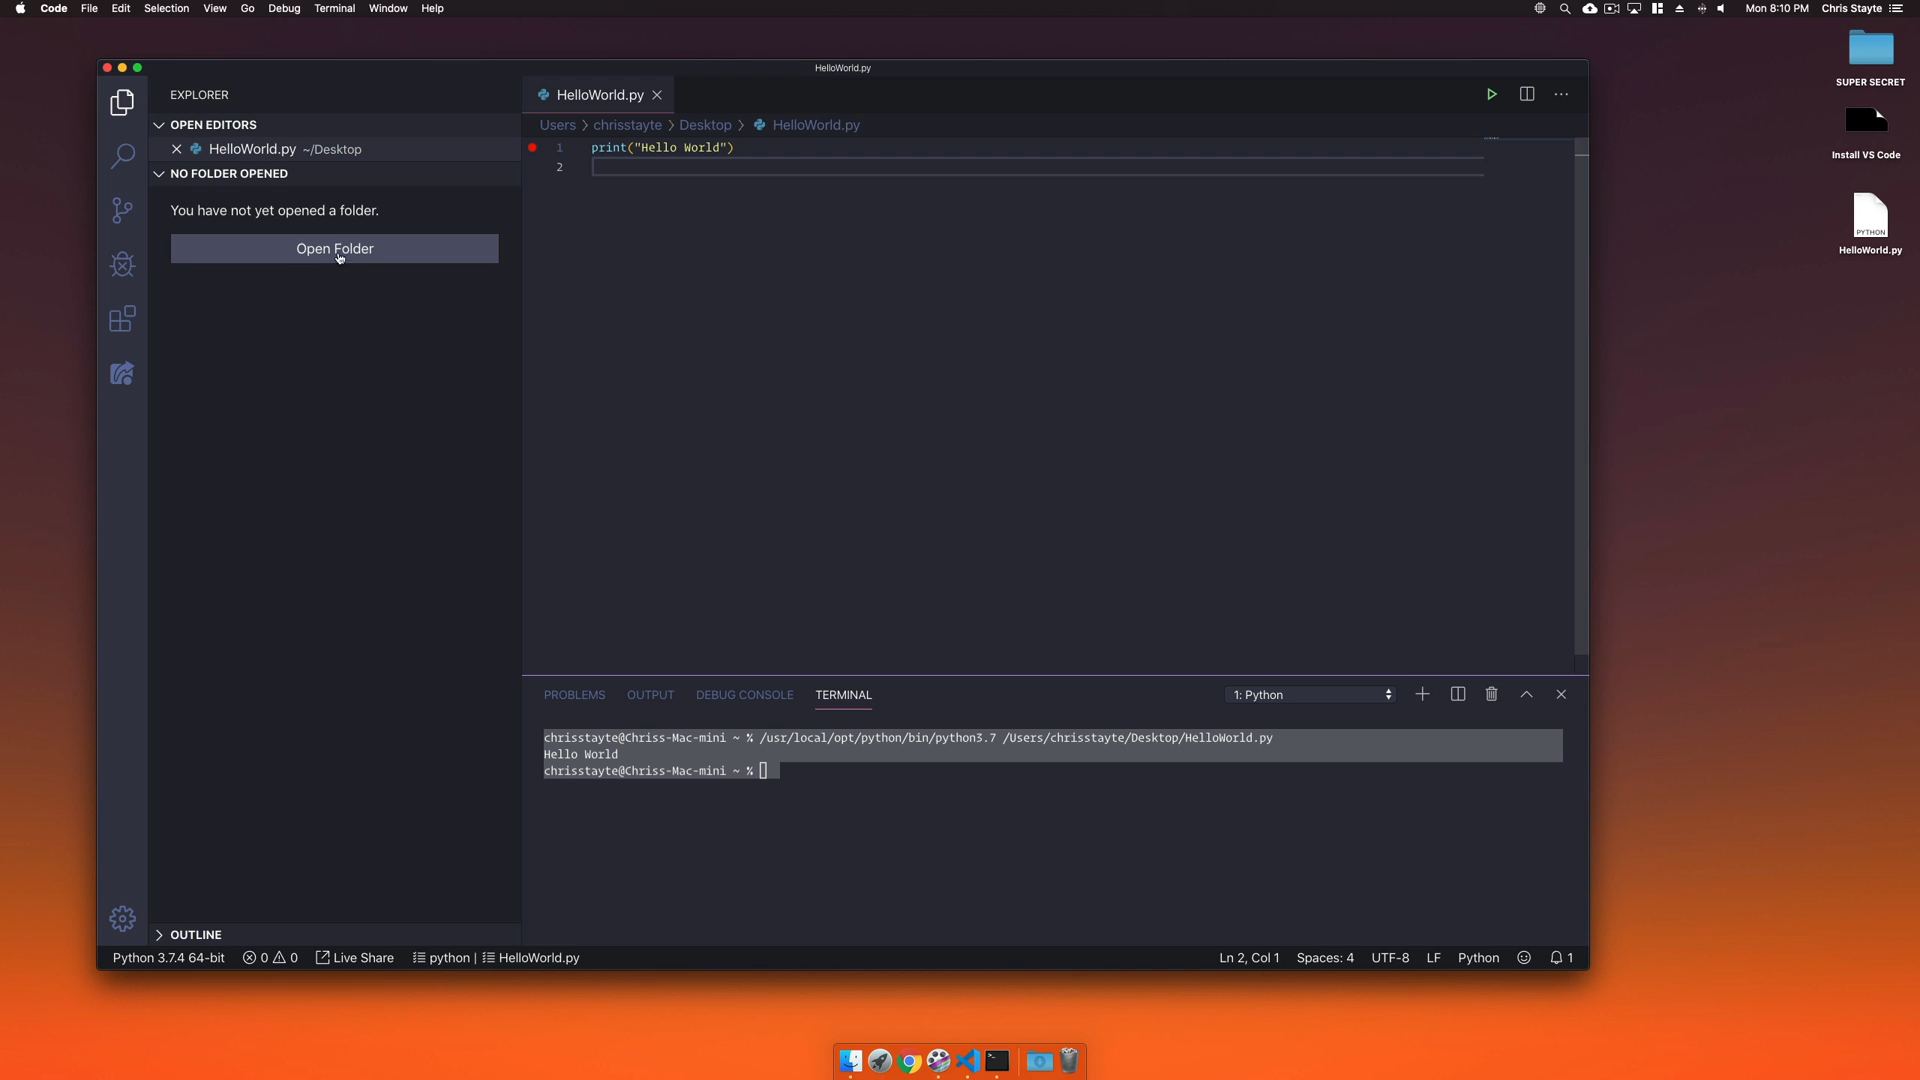 Code File Edit Selection View Go Debug Terminal Window Help
Mon 8:10 PM Chris Stayte
SUPER SECRET
Install VS Code
PYTHON
HelloWorld.py
HelloWorld.py
EXPLORER
OPEN EDITORS
HelloWorld.py ~/Desktop
NO FOLDER OPENED
You have not yet opened a folder.
Open Folder
OUTLINE
HelloWorld.py
Users > chrisstayte > Desktop > HelloWorld.py
1 print("Hello World")
2
PROBLEMS OUTPUT DEBUG CONSOLE TERMINAL
1: Python
chrisstayte@Chriss-Mac-mini ~ % /usr/local/opt/python/bin/python3.7 /Users/chrisstayte/Desktop/HelloWorld.py
Hello World
chrisstayte@Chriss-Mac-mini ~ %
Python 3.7.4 64-bit 0 0 Live Share python | HelloWorld.py
Ln 2, Col 1 Spaces: 4 UTF-8 LF Python 1